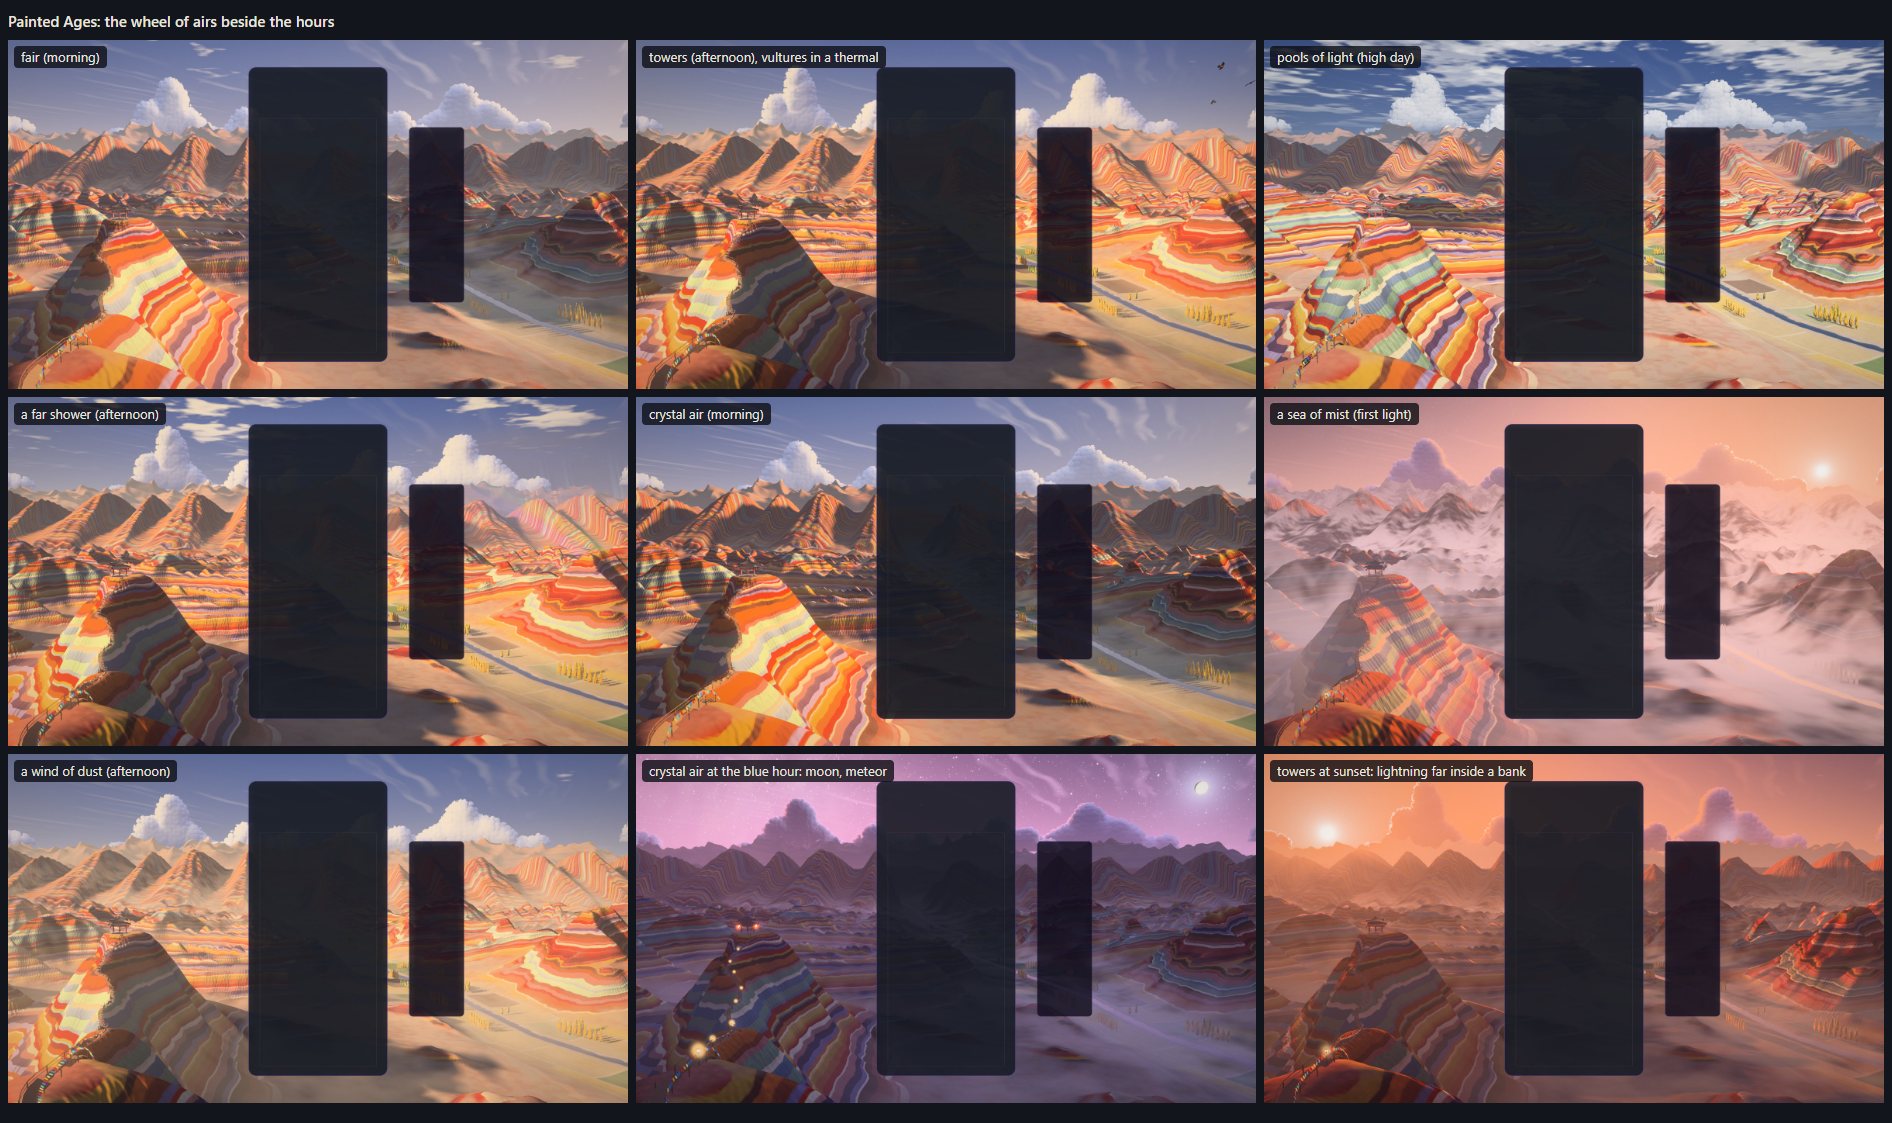 Painted Ages: the wheel of airs beside the hours
fair (morning)
towers (afternoon), vultures in a thermal
pools of light (high day)
a far shower (afternoon)
crystal air (morning)
a sea of mist (first light)
a wind of dust (afternoon)
crystal air at the blue hour: moon, meteor
towers at sunset: lightning far inside a bank